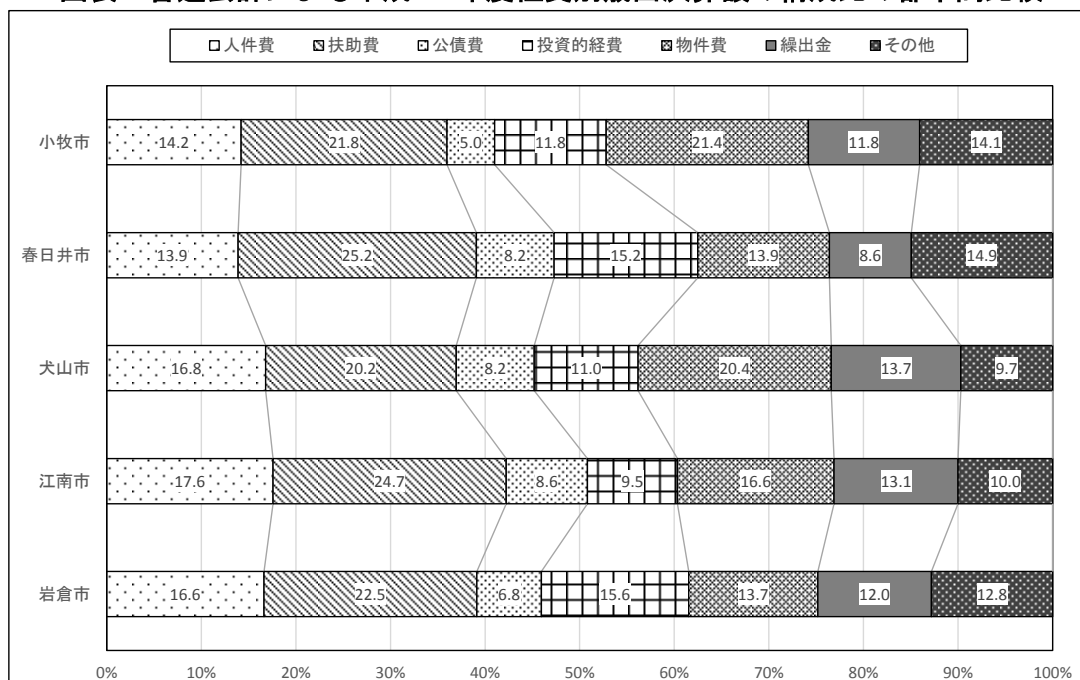 人件費 扶助費 公債費 投資的経費 物件費 繰出金 その他
小牧市 14.2 21.8 5.0 11.8 21.4 11.8 14.1
春日井市 13.9 25.2 8.2 15.2 13.9 8.6 14.9
犬山市 16.8 20.2 8.2 11.0 20.4 13.7 9.7
江南市 17.6 24.7 8.6 9.5 16.6 13.1 10.0
岩倉市 16.6 22.5 6.8 15.6 13.7 12.0 12.8
0% 10% 20% 30% 40% 50% 60% 70% 80% 90% 100%